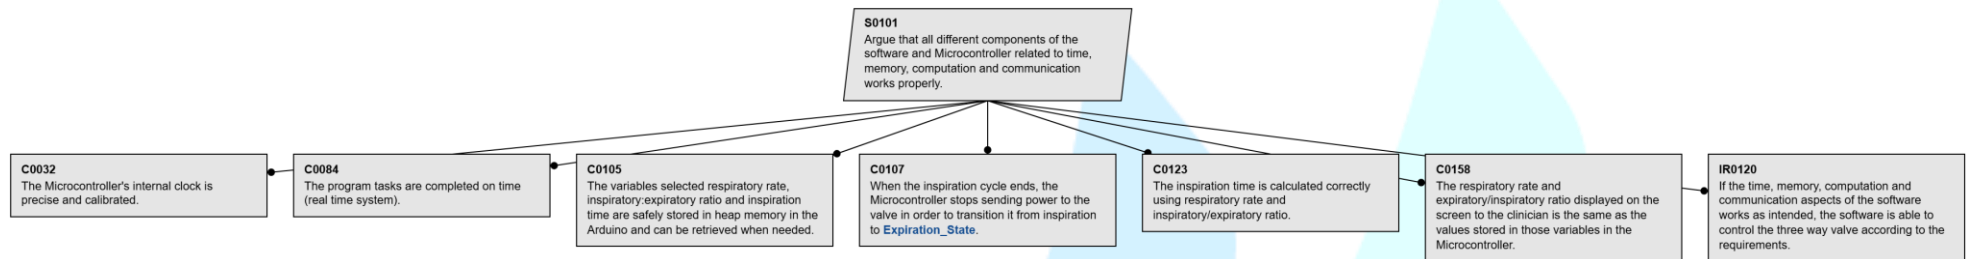 S0101
Argue that all different components of the
software and Microcontroller related to time,
memory, computation and communication
works properly.
C0032
The Microcontroller's internal clock is
precise and calibrated.
C0084
The program tasks are completed on time
(real time system).
C0105
The variables selected respiratory rate,
inspiratory:expiratory ratio and inspiration
time are safely stored in heap memory in the
Arduino and can be retrieved when needed.
C0107
When the inspiration cycle ends, the
Microcontroller stops sending power to the
valve in order to transition it from inspiration
to Expiration_State.
C0123
The inspiration time is calculated correctly
using respiratory rate and
inspiratory/expiratory ratio.
C0158
The respiratory rate and
expiratory/inspiratory ratio displayed on the
screen to the clinician is the same as the
values stored in those variables in the
Microcontroller.
IR0120
If the time, memory, computation and
communication aspects of the software
works as intended, the software is able to
control the three way valve according to the
requirements.